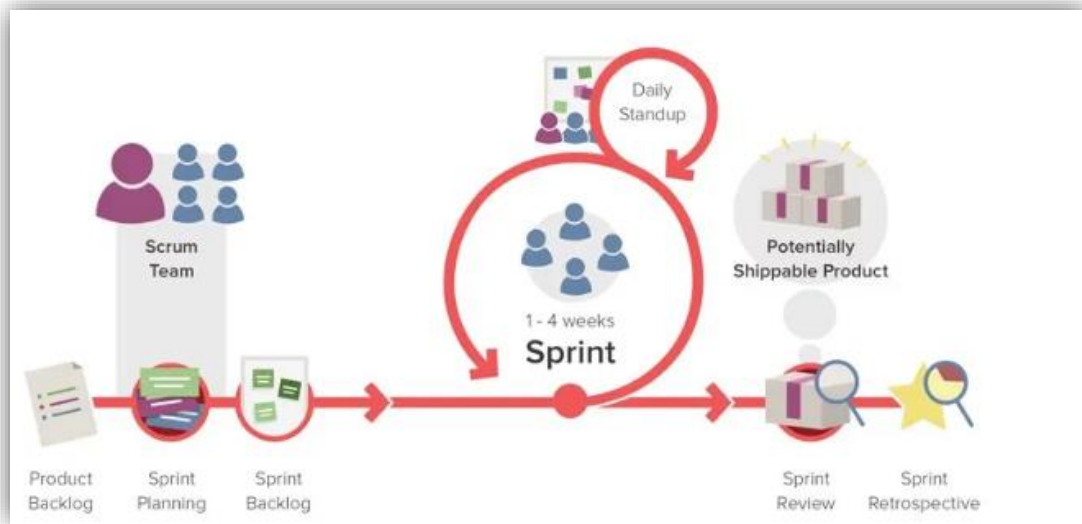 Daily
Standup
Scrum
Team
Potentially
Shippable Product
1 - 4 weeks
Sprint
Product
Backlog
Sprint
Planning
Sprint
Backlog
Sprint
Review
Sprint
Retrospective